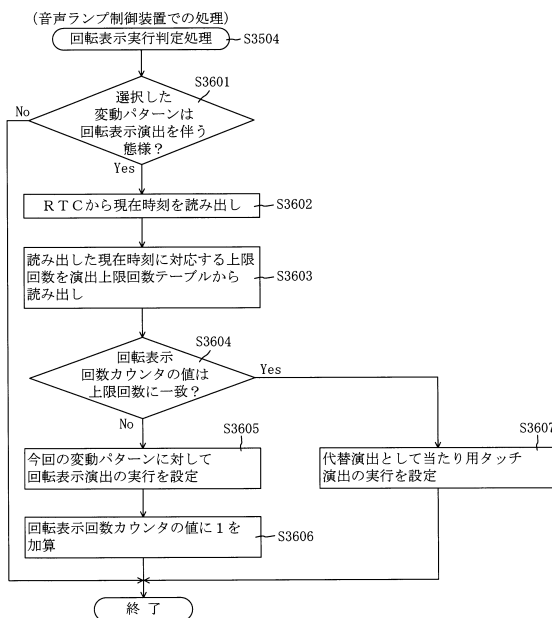 （音声ランプ制御装置での処理）
回転表示実行判定処理
S3504
S3601
選択した
変動パターンは
回転表示演出を伴う
態様？
No
Yes
ＲＴＣから現在時刻を読み出し
S3602
読み出した現在時刻に対応する上限
回数を演出上限回数テーブルから
読み出し
S3603
S3604
回転表示
回数カウンタの値は
上限回数に一致？
Yes
No
S3605
今回の変動パターンに対して
回転表示演出の実行を設定
S3607
代替演出として当たり用タッチ
演出の実行を設定
回転表示回数カウンタの値に１を
加算
S3606
終 了